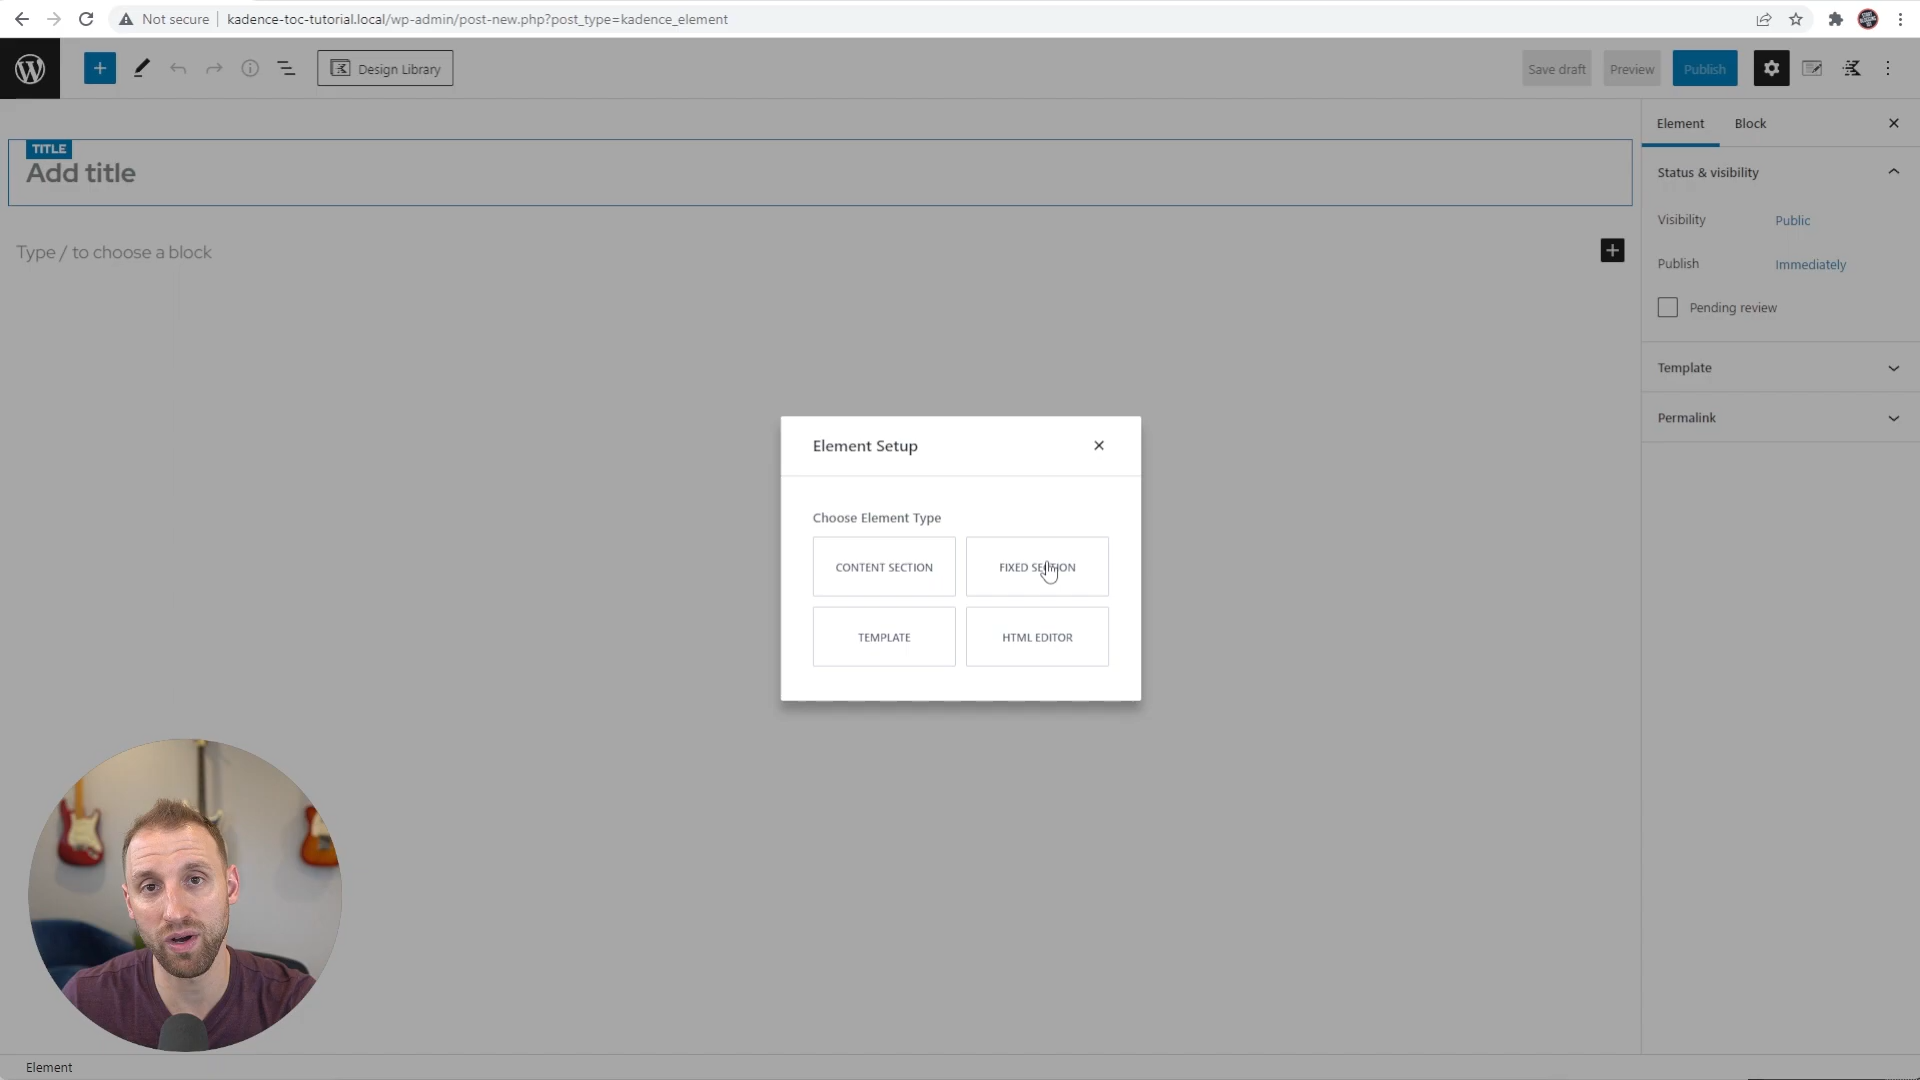 Not secure
kadence-toc-tutorial.local/wp-admin/post-new.php?post_type=kadence_element
Design Library
Save draft
Preview
Publish
TITLE
Add title
Type / to choose a block
Element
Block
Status & visibility
Visibility
Public
Publish
Immediately
Pending review
Template
Permalink
Element Setup
Choose Element Type
CONTENT SECTION
FIXED SECTION
TEMPLATE
HTML EDITOR
Element